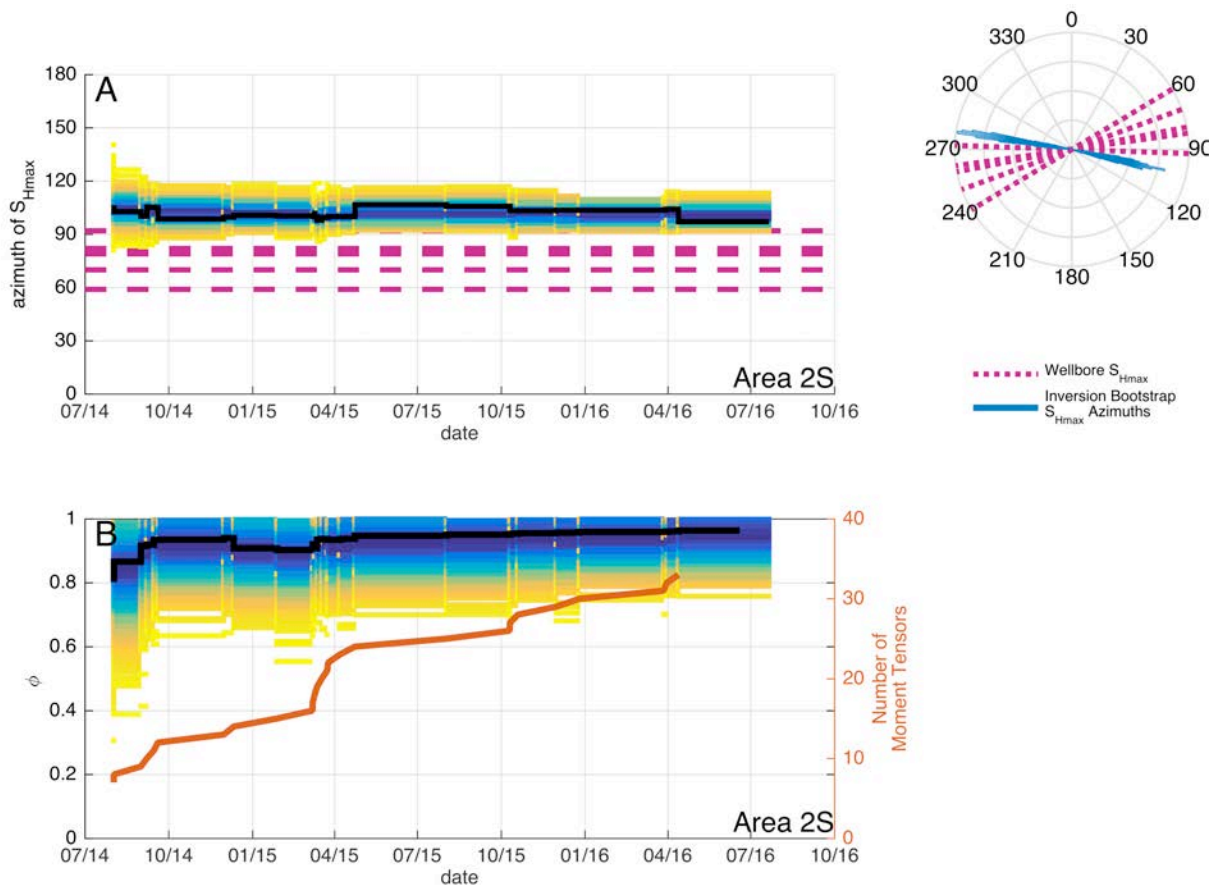 A
180
150
120
90
60
30
0
azimuth of S_Hmax
Area 2S
07/14 10/14 01/15 04/15 07/15 10/15 01/16 04/16 07/16 10/16
date
0
330 30
300 60
270 90
240 120
210 150
180
Wellbore S_Hmax
Inversion Bootstrap
S_Hmax Azimuths
B
1
0.8
0.6
0.4
0.2
0
ϕ
40
30
20
10
0
Number of
Moment Tensors
Area 2S
07/14 10/14 01/15 04/15 07/15 10/15 01/16 04/16 07/16 10/16
date